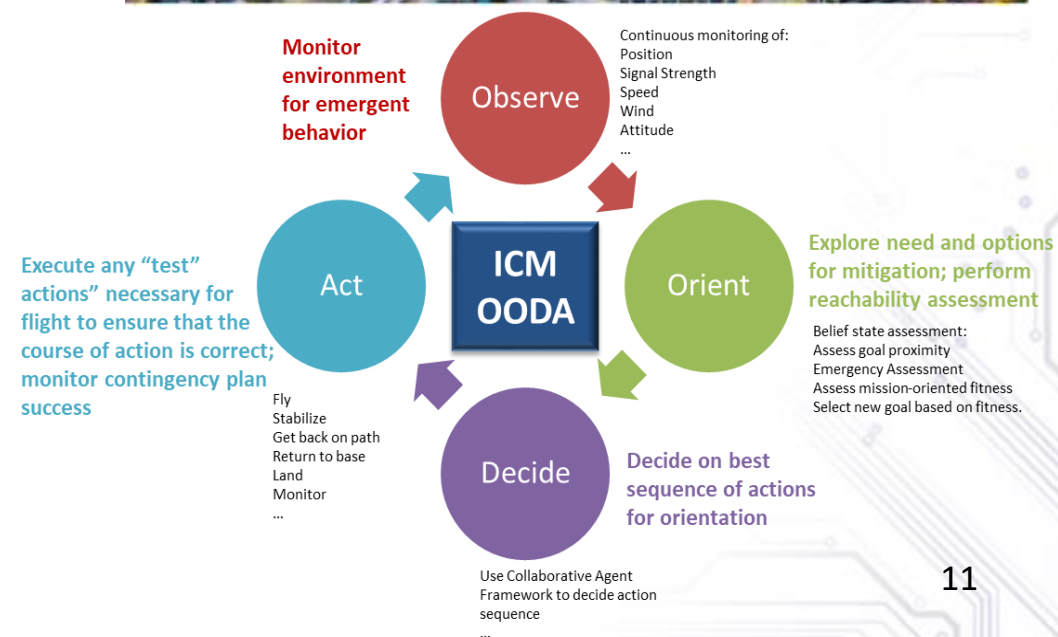 Monitor
environment
for emergent
behavior
Observe
Continuous monitoring of:
Position
Signal Strength
Speed
Wind
Attitude
...
ICM
OODA
Orient
Explore need and options
for mitigation; perform
reachability assessment
Belief state assessment:
Assess goal proximity
Emergency Assessment
Assess mission-oriented fitness
Select new goal based on fitness.
Decide
Decide on best
sequence of actions
for orientation
Use Collaborative Agent
Framework to decide action
sequence
...
Act
Execute any “test”
actions” necessary for
flight to ensure that the
course of action is correct;
monitor contingency plan
success
Fly
Stabilize
Get back on path
Return to base
Land
Monitor
...
11